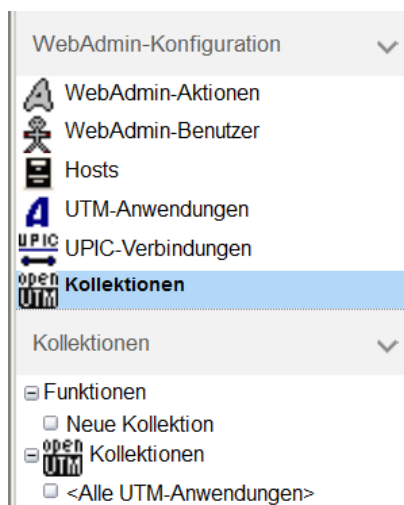 WebAdmin-Konfiguration
WebAdmin-Aktionen
WebAdmin-Benutzer
Hosts
UTM-Anwendungen
UPIC UPIC-Verbindungen
open UTM Kollektionen
Kollektionen
Funktionen
Neue Kollektion
open UTM Kollektionen
<Alle UTM-Anwendungen>